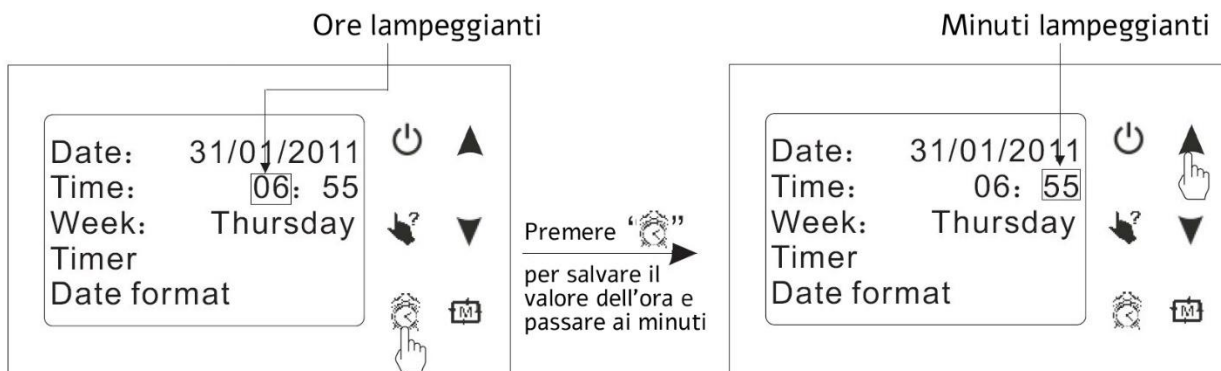 Ore lampeggianti
Minuti lampeggianti
Date: 31/01/2011
Time: 06: 55
Week: Thursday
Timer
Date format
?
M
Premere “ ”
per salvare il
valore dell'ora e
passare ai minuti
Date: 31/01/2011
Time: 06: 55
Week: Thursday
Timer
Date format
?
M